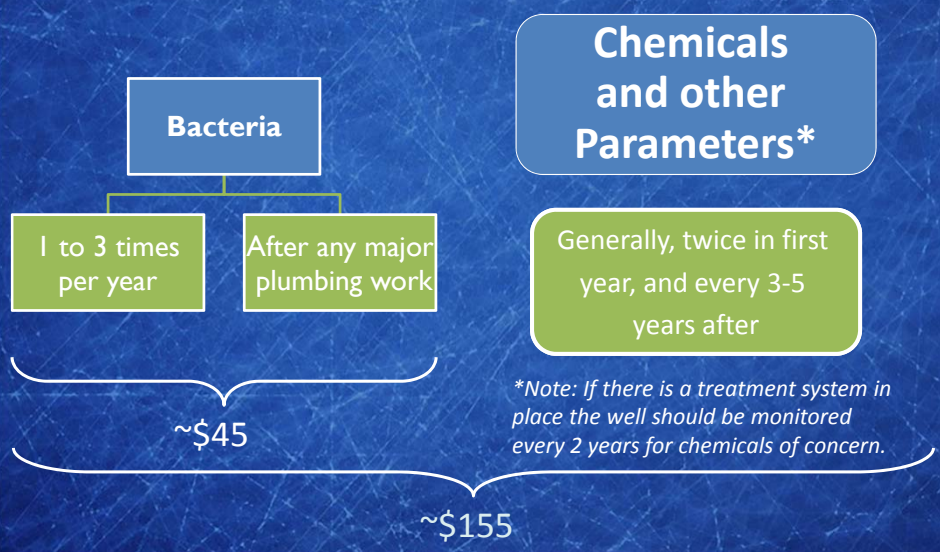 Bacteria
1 to 3 times
per year
After any major
plumbing work
~$45
Chemicals
and other
Parameters*
Generally, twice in first
year, and every 3-5
years after
*Note: If there is a treatment system in
place the well should be monitored
every 2 years for chemicals of concern.
~$155